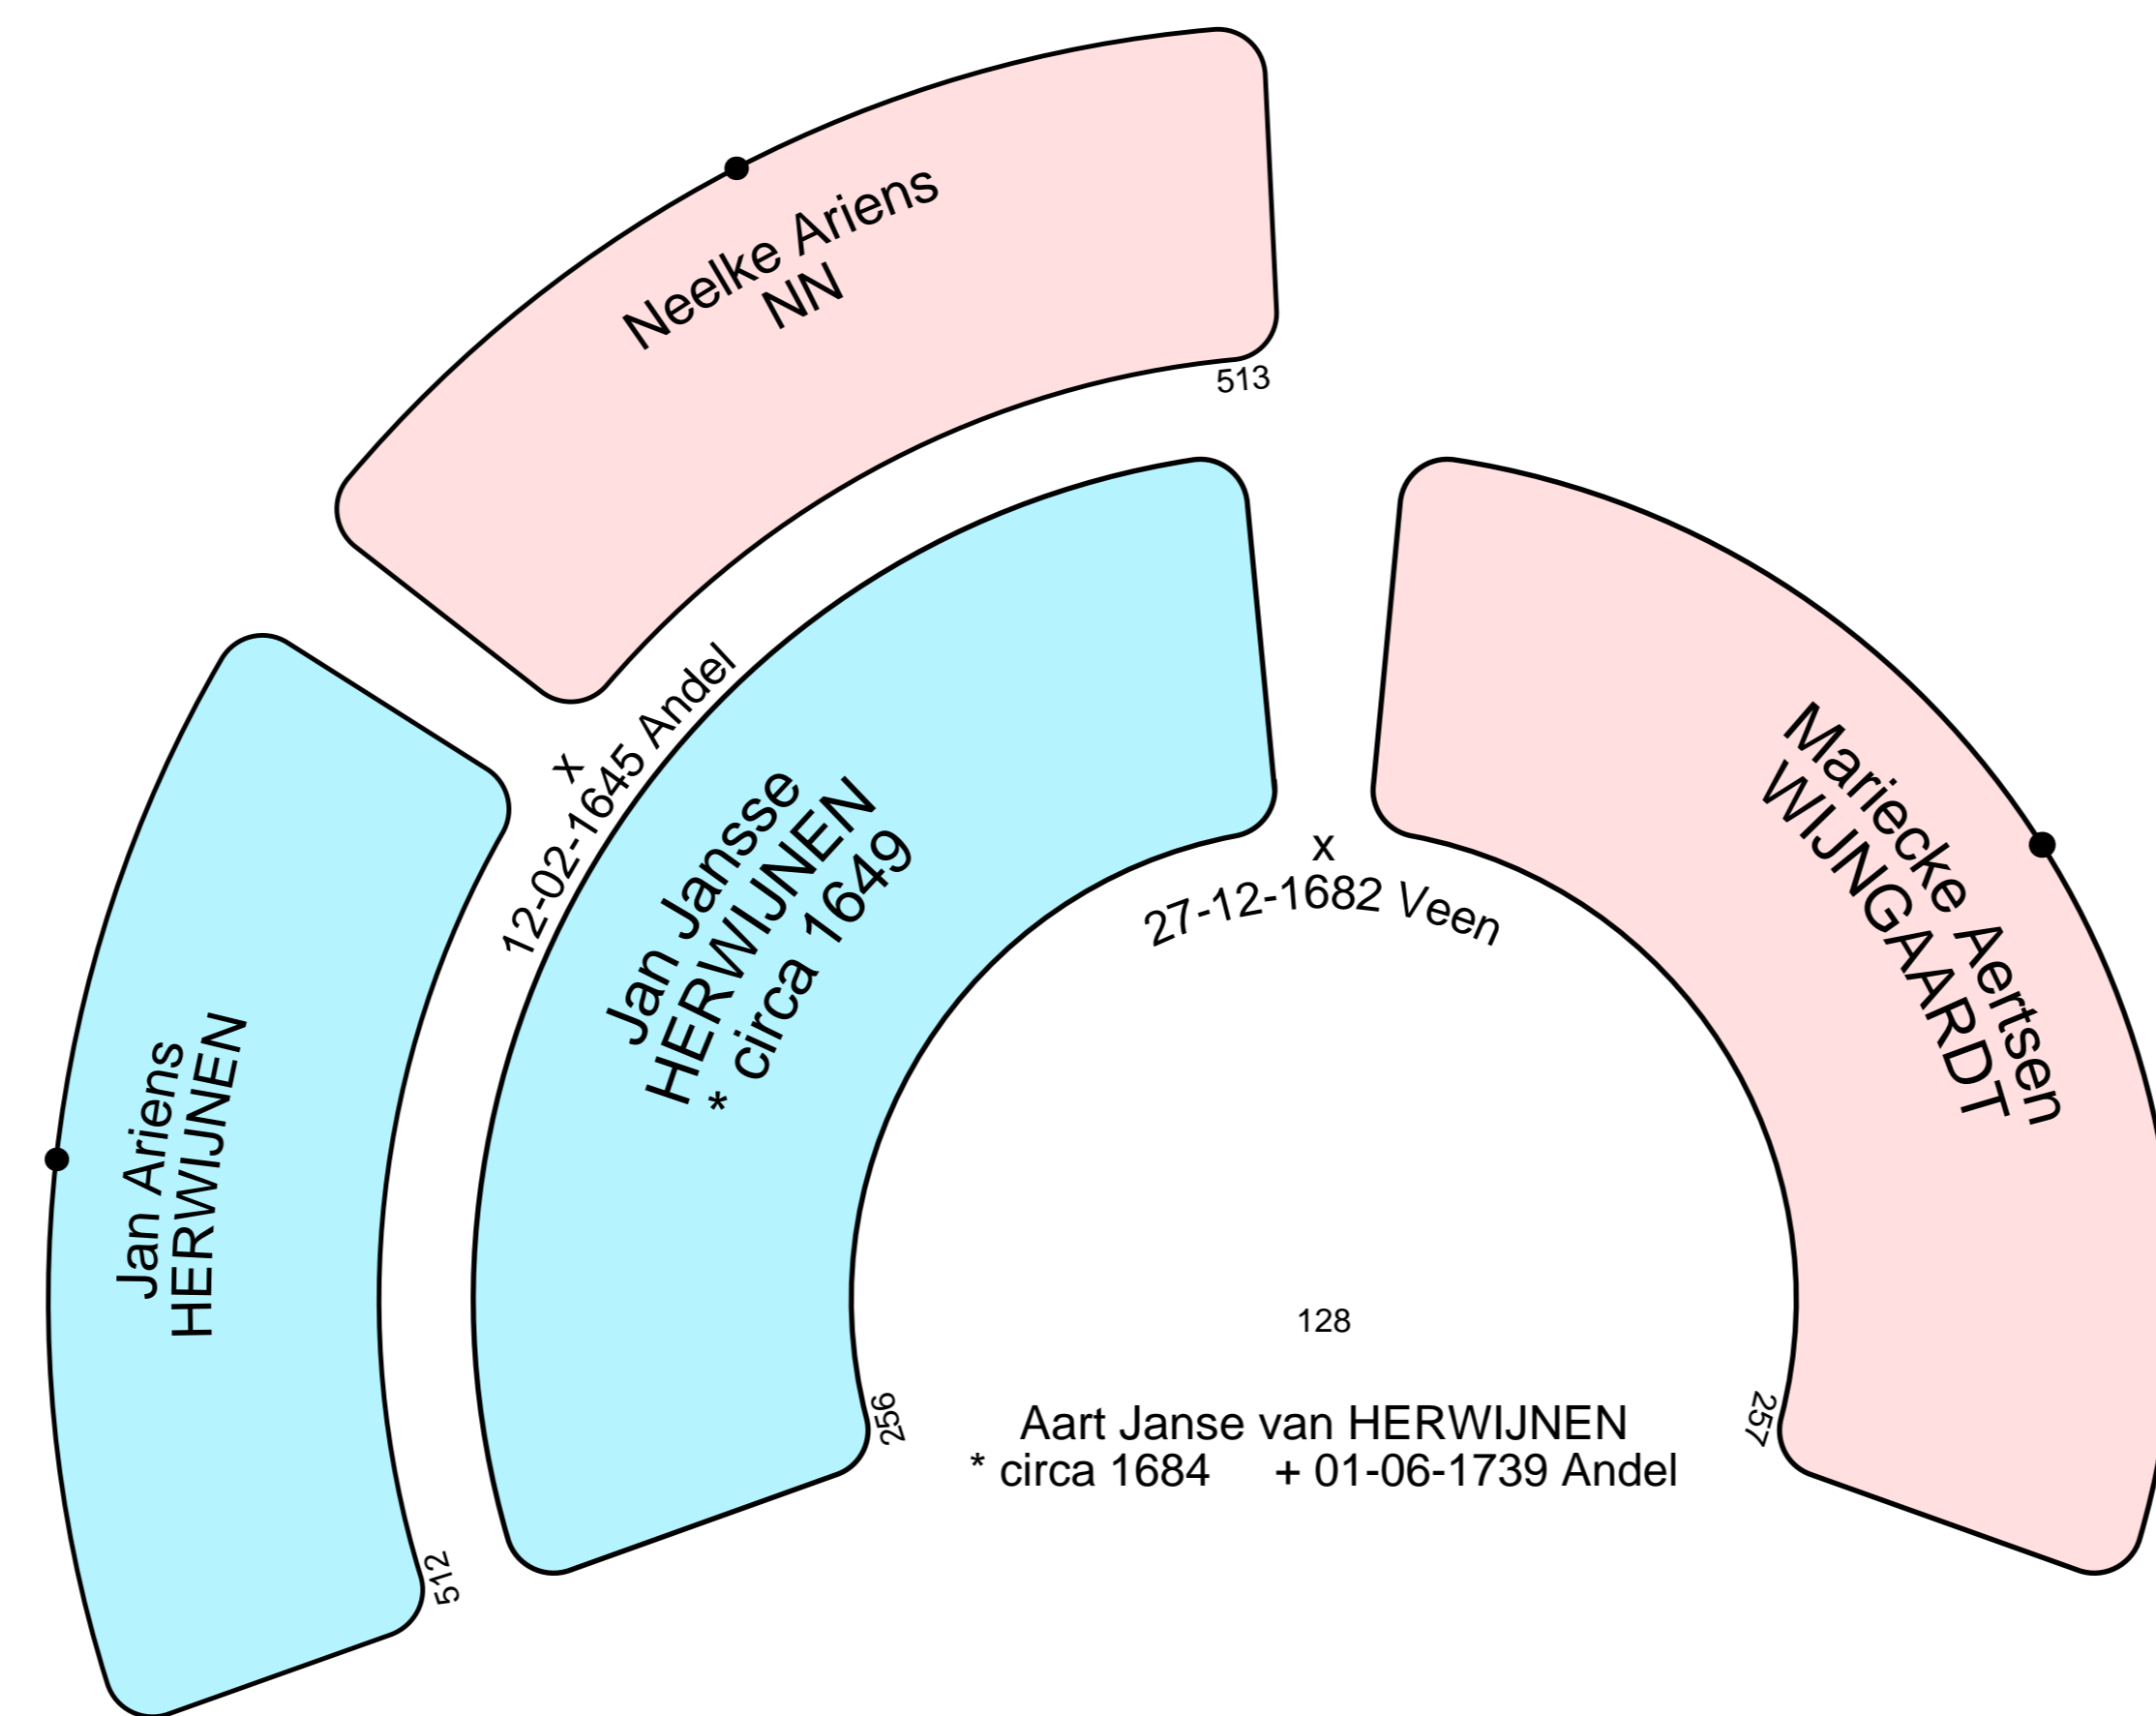 Neelke Ariens
NN
513
Jan Ariens
HERWIJNEN
512
x
12-02-1645 Andel
Jan Jansse
HERWIJNEN
* circa 1649
256
Mariecke Aertsen
WIJNGAARDT
257
x
27-12-1682 Veen
128
Aart Janse van HERWIJNEN
* circa 1684 + 01-06-1739 Andel